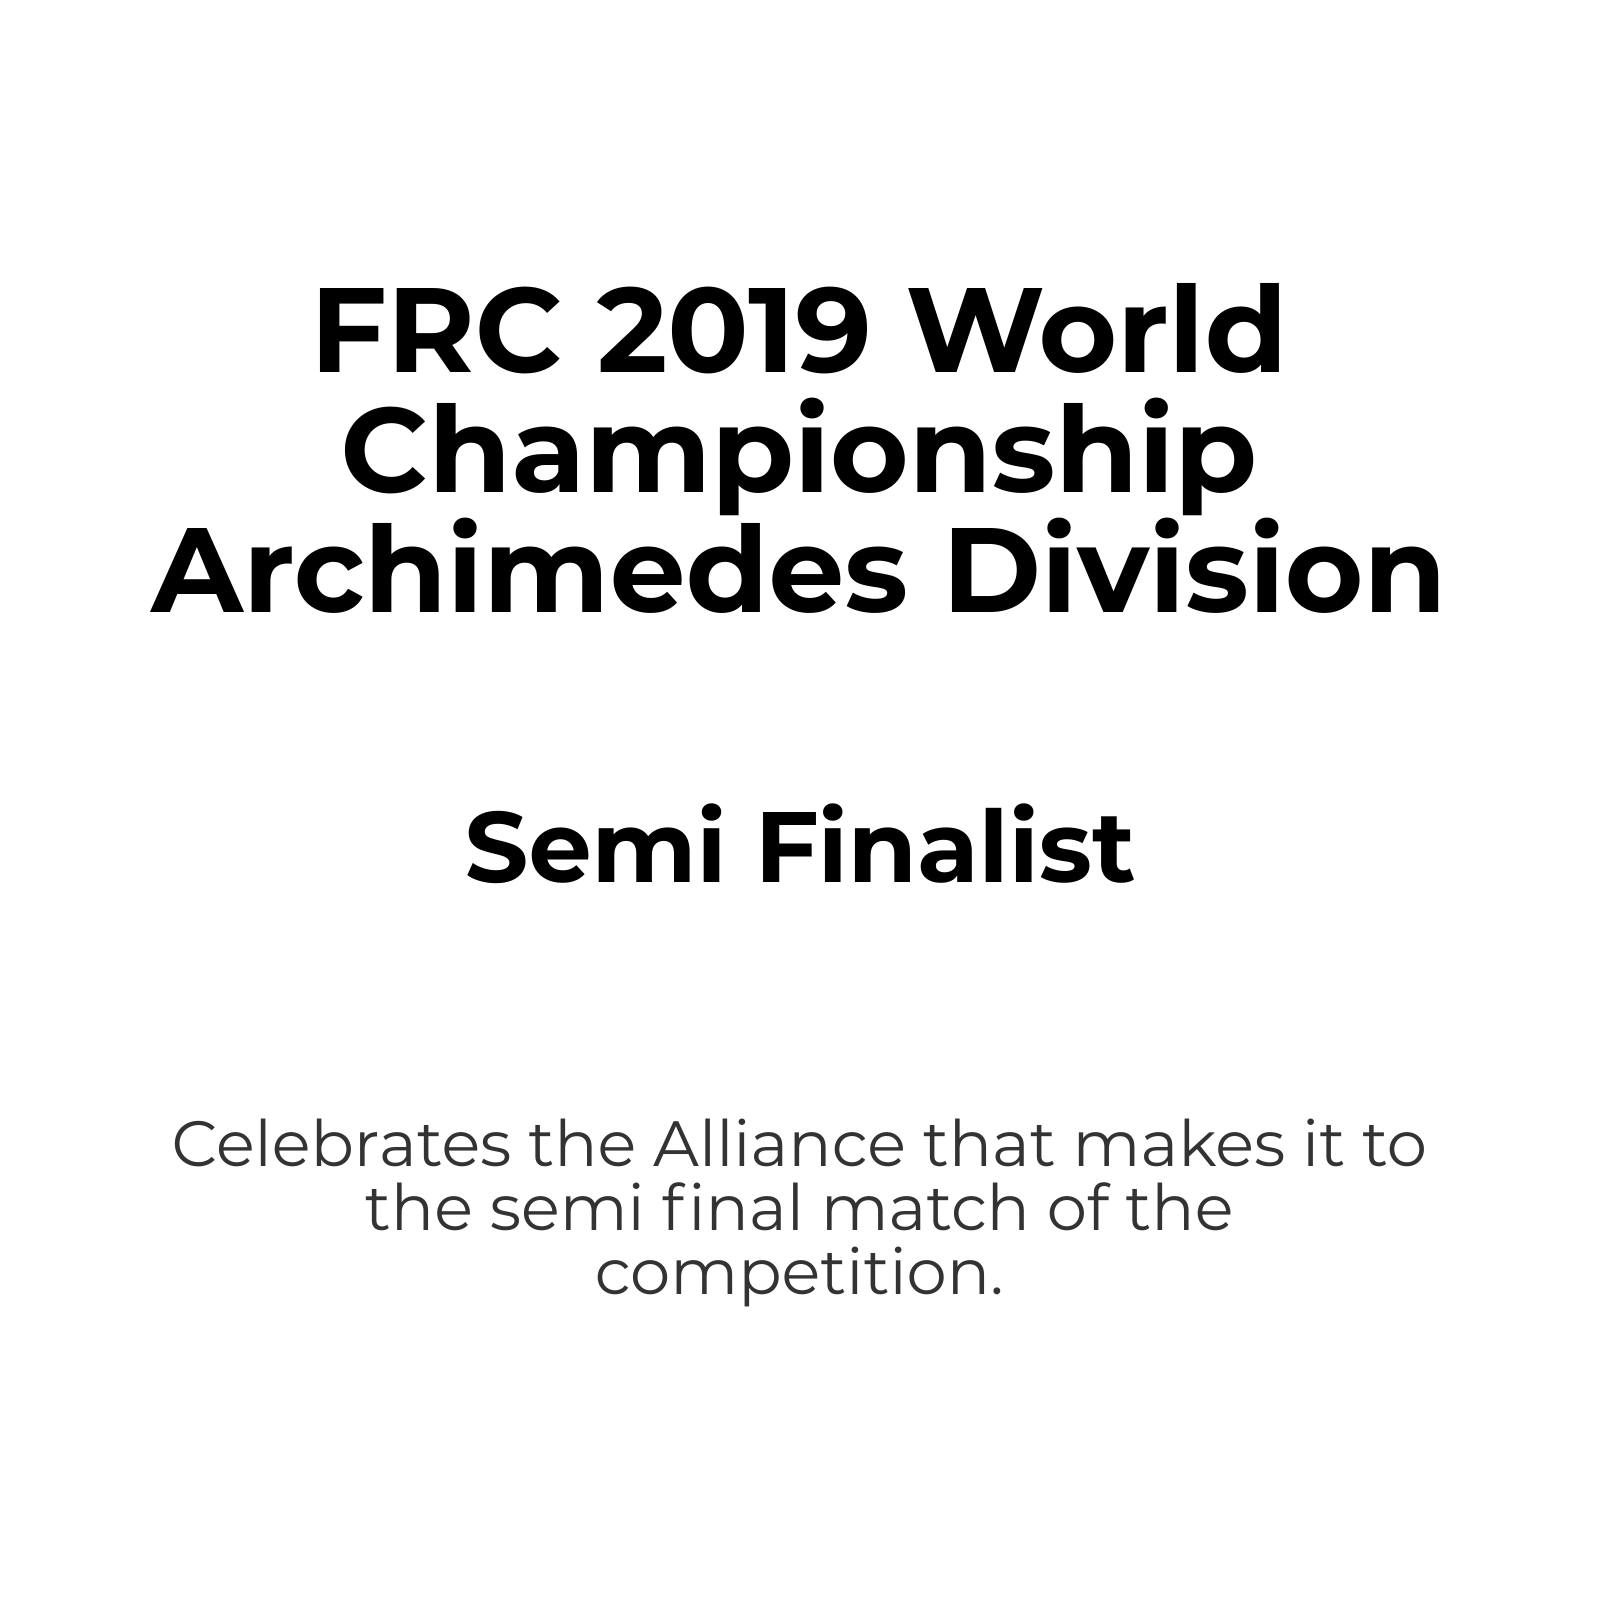 FRC 2019 World
Championship
Archimedes Division
Semi Finalist
Celebrates the Alliance that makes it to
the semi final match of the
competition.